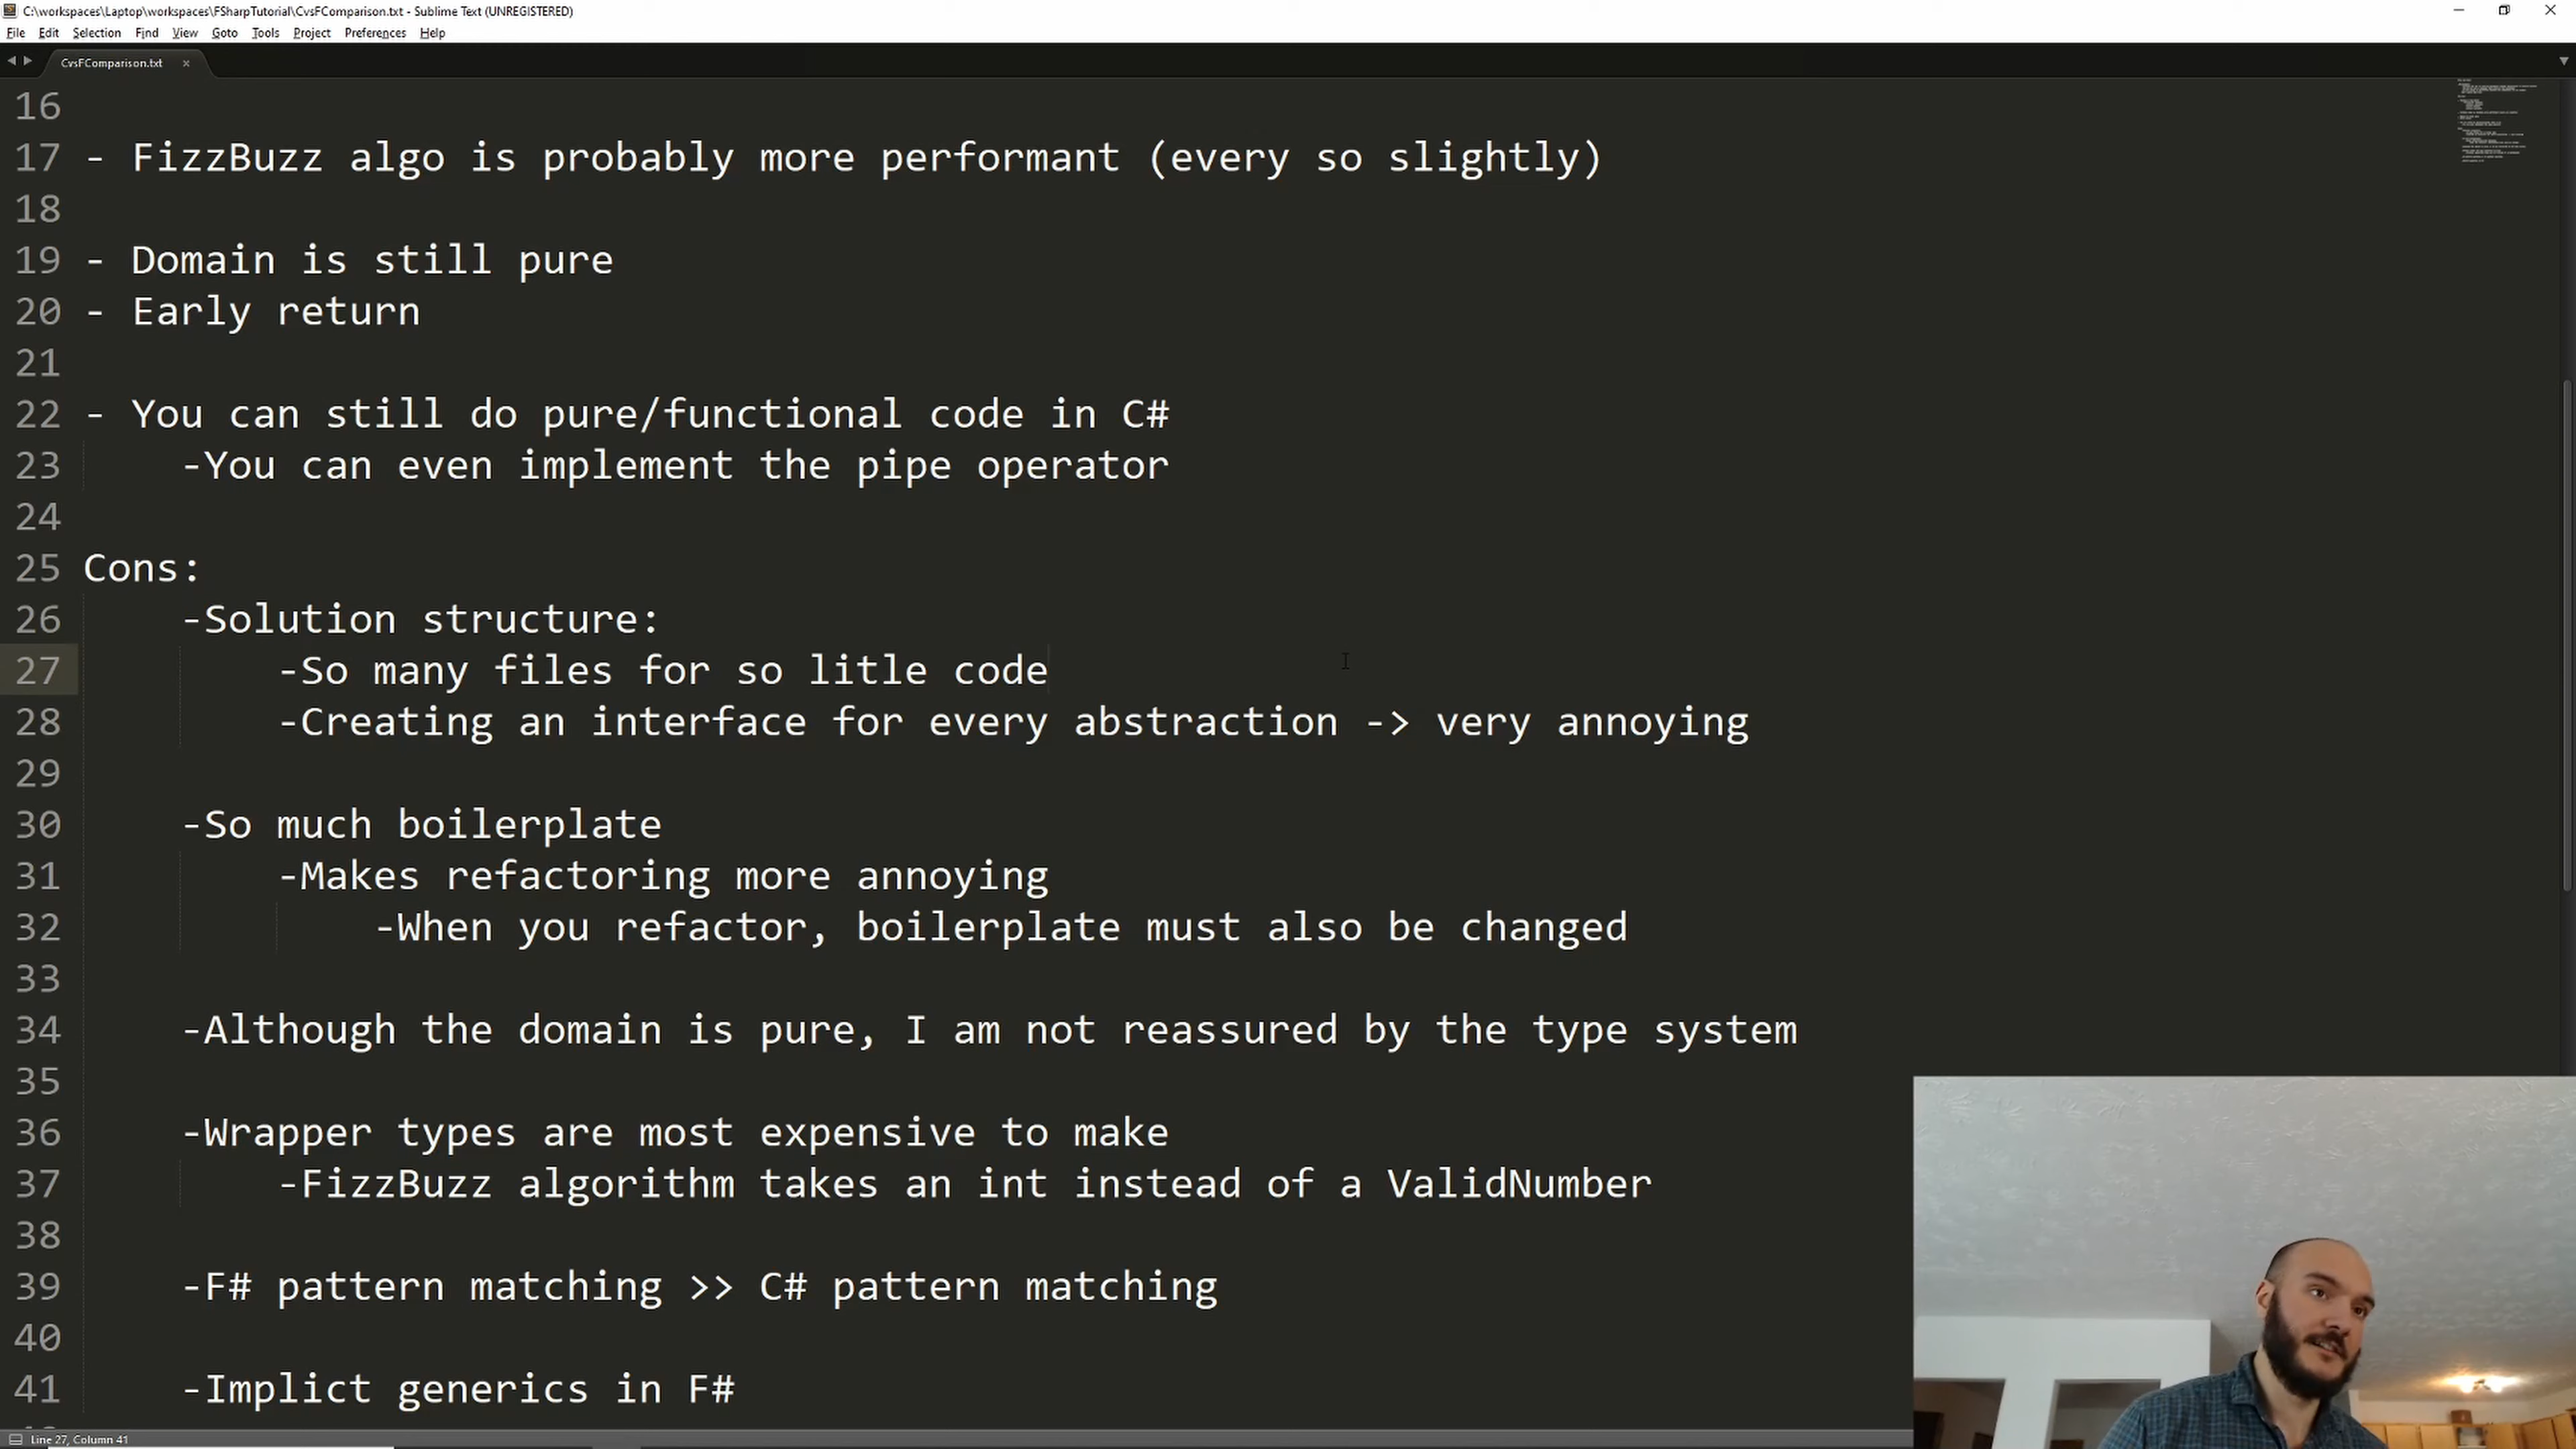 C:\workspaces\Laptop\workspaces\FSharpTutorial\CvsFComparison.txt - Sublime Text (UNREGISTERED)
File Edit Selection Find View Goto Tools Project Preferences Help
CvsFComparison.txt
16
17 - FizzBuzz algo is probably more performant (every so slightly)
18
19 - Domain is still pure
20 - Early return
21
22 - You can still do pure/functional code in C#
23 -You can even implement the pipe operator
24
25 Cons:
26 -Solution structure:
27 -So many files for so litle code
28 -Creating an interface for every abstraction -> very annoying
29
30 -So much boilerplate
31 -Makes refactoring more annoying
32 -When you refactor, boilerplate must also be changed
33
34 -Although the domain is pure, I am not reassured by the type system
35
36 -Wrapper types are most expensive to make
37 -FizzBuzz algorithm takes an int instead of a ValidNumber
38
39 -F# pattern matching >> C# pattern matching
40
41 -Implict generics in F#
Line 27, Column 41